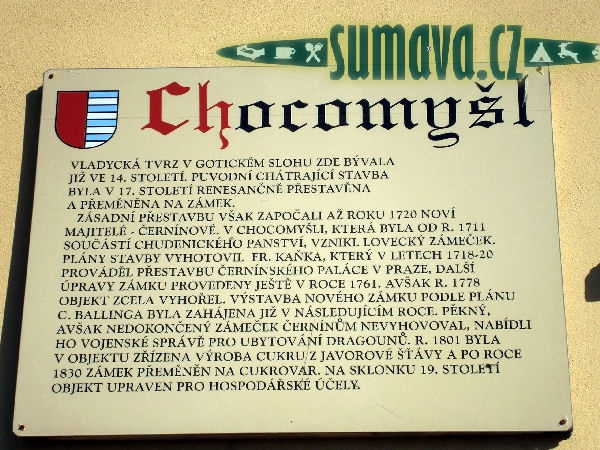 sumava.cz
Chocomyšl
VLADYCKÁ TVRZ V GOTICKÉM SLOHU ZDE BÝVALA
JIŽ VE 14. STOLETÍ. PUVODNÍ CHÁTRAJÍCÍ STAVBA
BYLA V 17. STOLETÍ RENESANČNĚ PŘESTAVĚNA
A PŘEMĚNĚNA NA ZÁMEK.
ZÁSADNÍ PŘESTAVBU VŠAK ZAPOČALI AŽ ROKU 1720 NOVÍ
MAJITELÉ - ČERNÍNOVÉ. V CHOCOMYŠLI, KTERÁ BYLA OD R. 1711
SOUČÁSTÍ CHUDENICKÉHO PANSTVÍ, VZNIKL LOVECKÝ ZÁMEČEK.
PLÁNY STAVBY VYHOTOVIL FR. KAŇKA, KTERÝ V LETECH 1718-20
PROVÁDĚL PŘESTAVBU ČERNÍNSKÉHO PALÁCE V PRAZE, DALŠÍ
ÚPRAVY ZÁMKU PROVEDENY JEŠTĚ V ROCE 1761. AVŠAK R. 1778
OBJEKT ZCELA VYHOŘEL. VÝSTAVBA NOVÉHO ZÁMKU PODLE PLÁNU
C. BALLINGA BYLA ZAHÁJENA JIŽ V NÁSLEDUJÍCÍM ROCE. PĚKNÝ,
AVŠAK NEDOKONČENÝ ZÁMEČEK ČERNÍNŮM NEVYHOVOVAL, NABÍDLI
HO VOJENSKÉ SPRÁVĚ PRO UBYTOVÁNÍ DRAGOUNŮ. R. 1801 BYLA
V OBJEKTU ZŘÍZENA VÝROBA CUKRU Z JAVOROVÉ ŠŤÁVY A PO ROCE
1830 ZÁMEK PŘEMĚNĚN NA CUKROVAR. NA SKLONKU 19. STOLETÍ
OBJEKT UPRAVEN PRO HOSPODÁŘSKÉ ÚČELY.